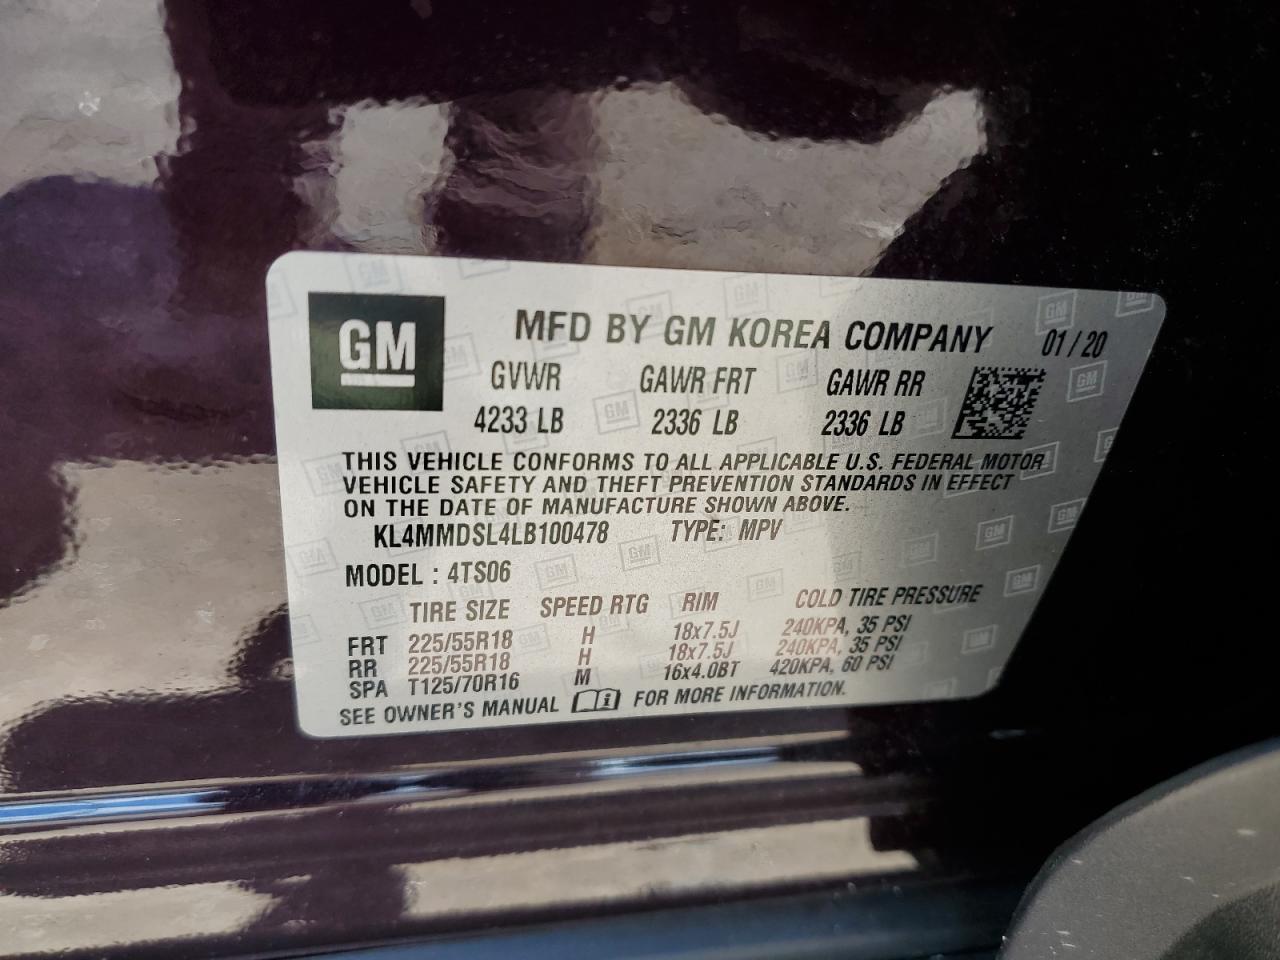 GM
MFD BY GM KOREA COMPANY 01/20
GVWR GAWR FRT GAWR RR
4233 LB 2336 LB 2336 LB
THIS VEHICLE CONFORMS TO ALL APPLICABLE U.S. FEDERAL MOTOR
VEHICLE SAFETY AND THEFT PREVENTION STANDARDS IN EFFECT
ON THE DATE OF MANUFACTURE SHOWN ABOVE.
KL4MMDSL4LB100478 TYPE: MPV
MODEL : 4TS06
TIRE SIZE SPEED RTG RIM COLD TIRE PRESSURE
FRT 225/55R18 H 18x7.5J 240KPA, 35 PSI
RR 225/55R18 H 18x7.5J 240KPA, 35 PSI
SPA T125/70R16 M 16x4.0BT 420KPA, 60 PSI
SEE OWNER'S MANUAL i FOR MORE INFORMATION.